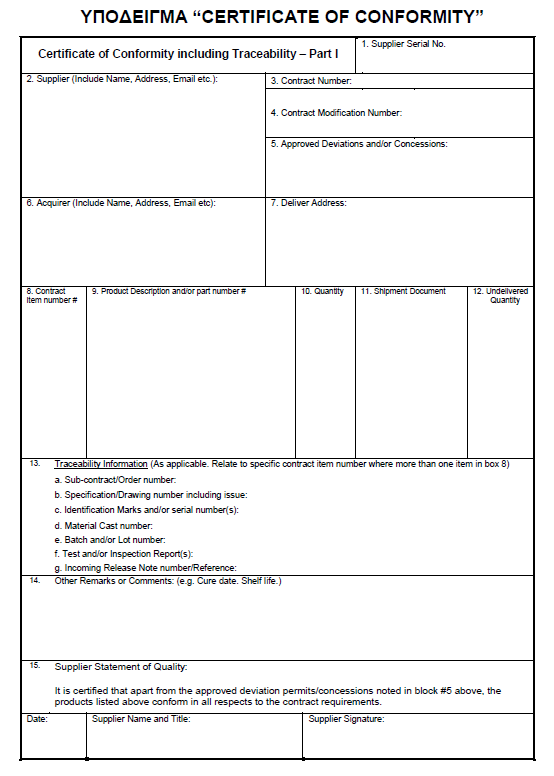 ΥΠΟΔΕΙΓΜΑ “CERTIFICATE OF CONFORMITY”
Certificate of Conformity including Traceability – Part I
1. Supplier Serial No.
2. Supplier (Include Name, Address, Email etc.):
3. Contract Number:
4. Contract Modification Number:
5. Approved Deviations and/or Concessions:
6. Acquirer (Include Name, Address, Email etc):
7. Deliver Address:
8. Contract
Item number #
9. Product Description and/or part number #
10. Quantity
11. Shipment Document
12. Undelivered
Quantity
13. Traceability Information (As applicable. Relate to specific contract item number where more than one item in box 8)
a. Sub-contract/Order number:
b. Specification/Drawing number including issue:
c. Identification Marks and/or serial number(s):
d. Material Cast number:
e. Batch and/or Lot number:
f. Test and/or Inspection Report(s):
g. Incoming Release Note number/Reference:
14. Other Remarks or Comments: (e.g. Cure date. Shelf life.)
15. Supplier Statement of Quality:
It is certified that apart from the approved deviation permits/concessions noted in block #5 above, the
products listed above conform in all respects to the contract requirements.
Date:
Supplier Name and Title:
Supplier Signature: